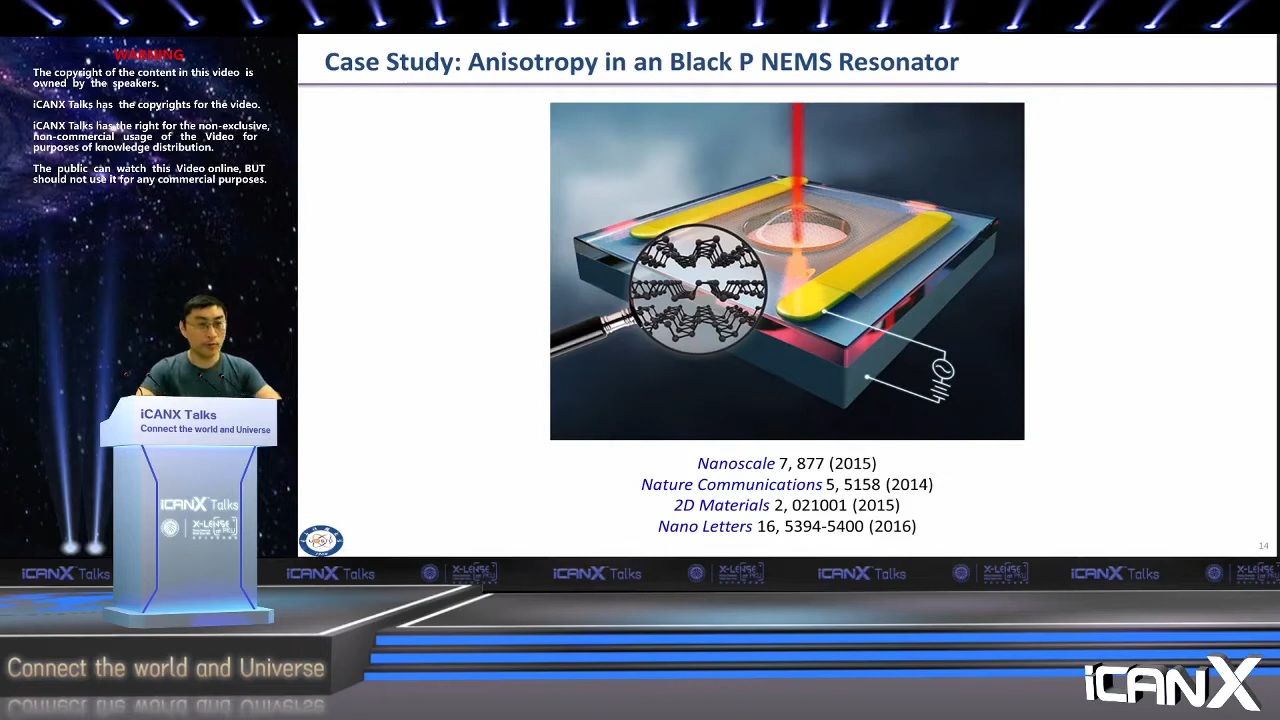 WARNING
The copyright of the content in this video is
owned by the speakers.
iCANX Talks has the copyrights for the video.
iCANX Talks has the right for the non-exclusive,
non-commercial usage of the Video for
purposes of knowledge distribution.
The public can watch this Video online, BUT
should not use it for any commercial purposes.
Case Study: Anisotropy in an Black P NEMS Resonator
Nanoscale 7, 877 (2015)
Nature Communications 5, 5158 (2014)
2D Materials 2, 021001 (2015)
Nano Letters 16, 5394-5400 (2016)
14
iCANX Talks
Connect the world and Universe
iCANX Talks
X-LENSE
iCANX Talks
iCANX Talks
X-LENSE
iCANX Talks
X-LENSE
iCANX Talks
X-LENSE
iCANX Talks
X-LENSE
Connect the world and Universe
iCANX